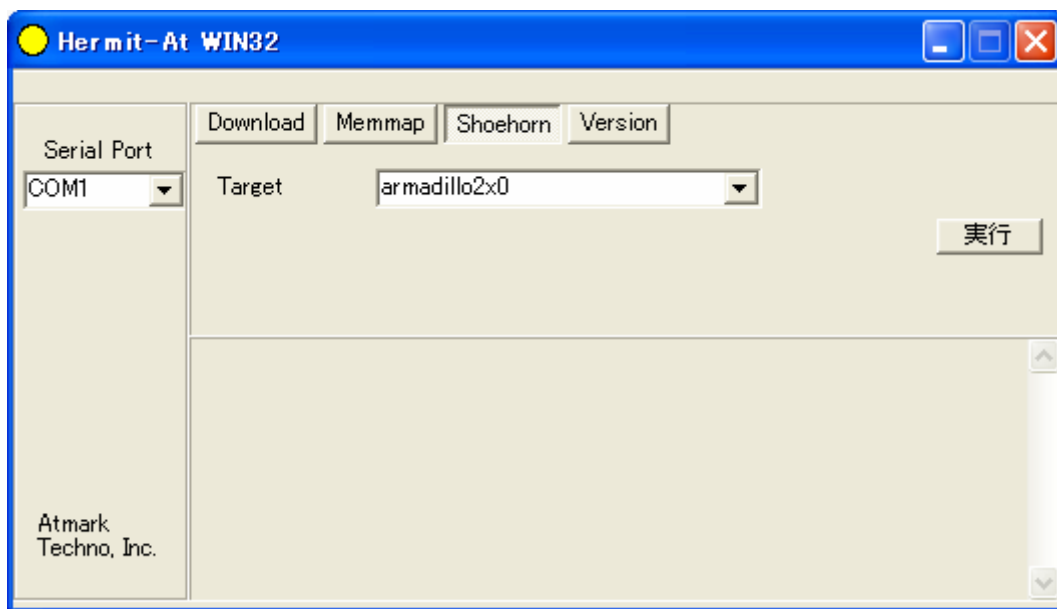 Hermit-At WIN32
Serial Port
COM1
Download Memmap Shoehorn Version
Target armadillo2x0
実行
Atmark
Techno, Inc.